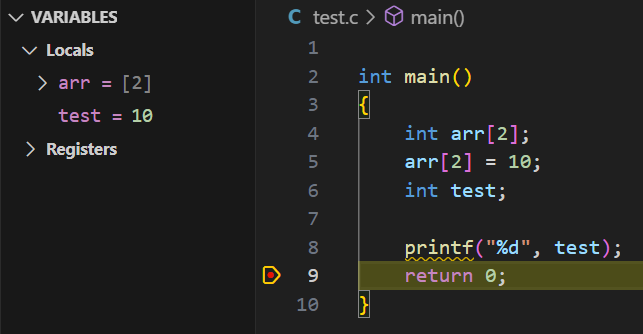 VARIABLES
Locals
arr = [2]
test = 10
Registers
C test.c > main()
1
2 int main()
3 {
4     int arr[2];
5     arr[2] = 10;
6     int test;
7
8     printf("%d", test);
9     return 0;
10 }